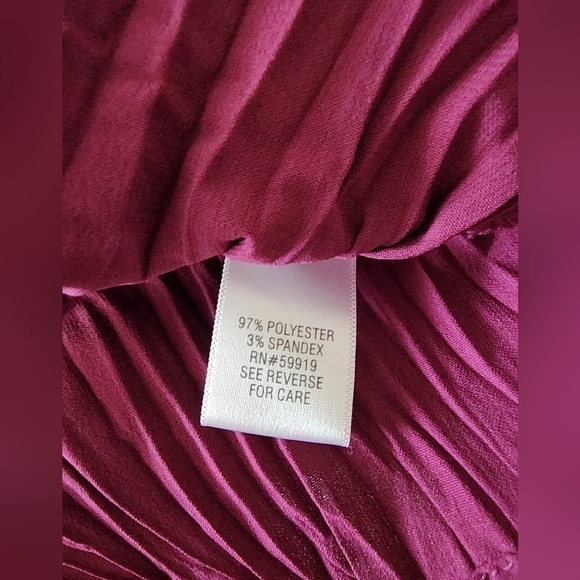 97% POLYESTER
3% SPANDEX
RN#59919
SEE REVERSE
FOR CARE